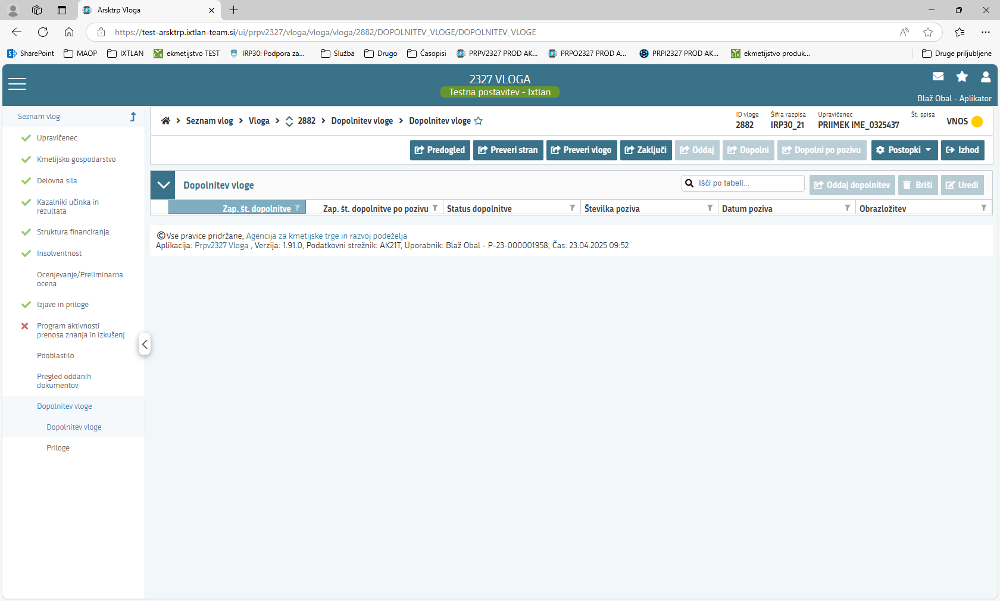 Arsktrp Vloga
https://test-arsktrp.ixtlan-team.si/ui/prpv2327/vloga/vloga/vloga/2882/DOPOLNITEV_VLOGE/DOPOLNITEV_VLOGE
SharePoint MAOP IXTLAN ekmetijstvo TEST IRP30: Podpora za... Služba Drugo Časopisi PRPV2327 PROD AK... PRPO2327 PROD A... PRPI2327 PROD AK... ekmetijstvo produk... Druge priljubljene
2327 VLOGA
Testna postavitev - Ixtlan
Blaž Obal - Aplikator
Seznam vlog
Upravičenec
Kmetijsko gospodarstvo
Delovna sila
Kazalniki učinka in
rezultata
Struktura financiranja
Insolventnost
Ocenjevanje/Preliminarna
ocena
Izjave in priloge
Program aktivnosti
prenosa znanja in izkušenj
Pooblastilo
Pregled oddanih
dokumentov
Dopolnitev vloge
Dopolnitev vloge
Priloge
Seznam vlog Vloga 2882 Dopolnitev vloge Dopolnitev vloge
ID vloge Šifra razpisa Upravičenec Št. spisa
2882 IRP30_21 PRIIMEK IME_0325437 VNOS
Predogled Preveri stran Preveri vlogo Zaključi Oddaj Dopolni Dopolni po pozivu Postopki Izhod
Dopolnitev vloge Išči po tabeli... Oddaj dopolnitev Briši Uredi
Zap. št. dopolnitve Zap. št. dopolnitve po pozivu Status dopolnitve Številka poziva Datum poziva Obrazložitev
©Vse pravice pridržane, Agencija za kmetijske trge in razvoj podeželja
Aplikacija: Prpv2327 Vloga , Verzija: 1.91.0, Podatkovni strežnik: AK21T, Uporabnik: Blaž Obal - P-23-000001958, Čas: 23.04.2025 09:52